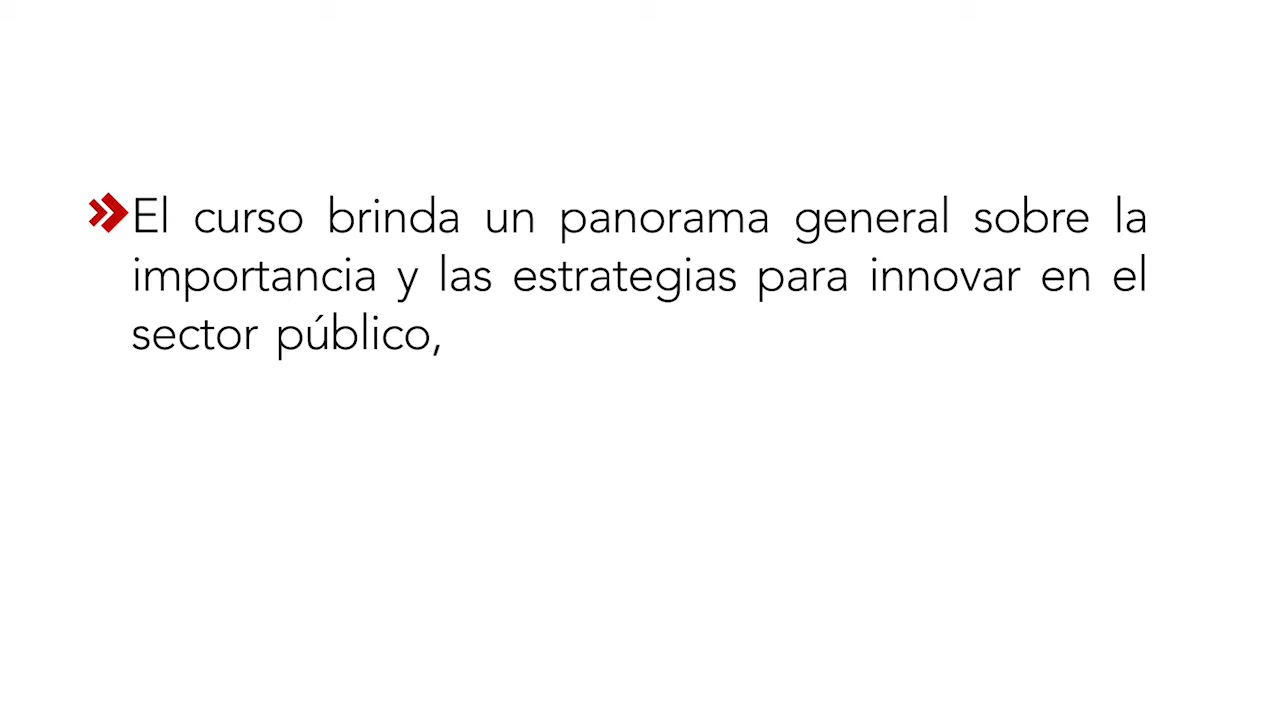 El curso brinda un panorama general sobre la
importancia y las estrategias para innovar en el
sector público,